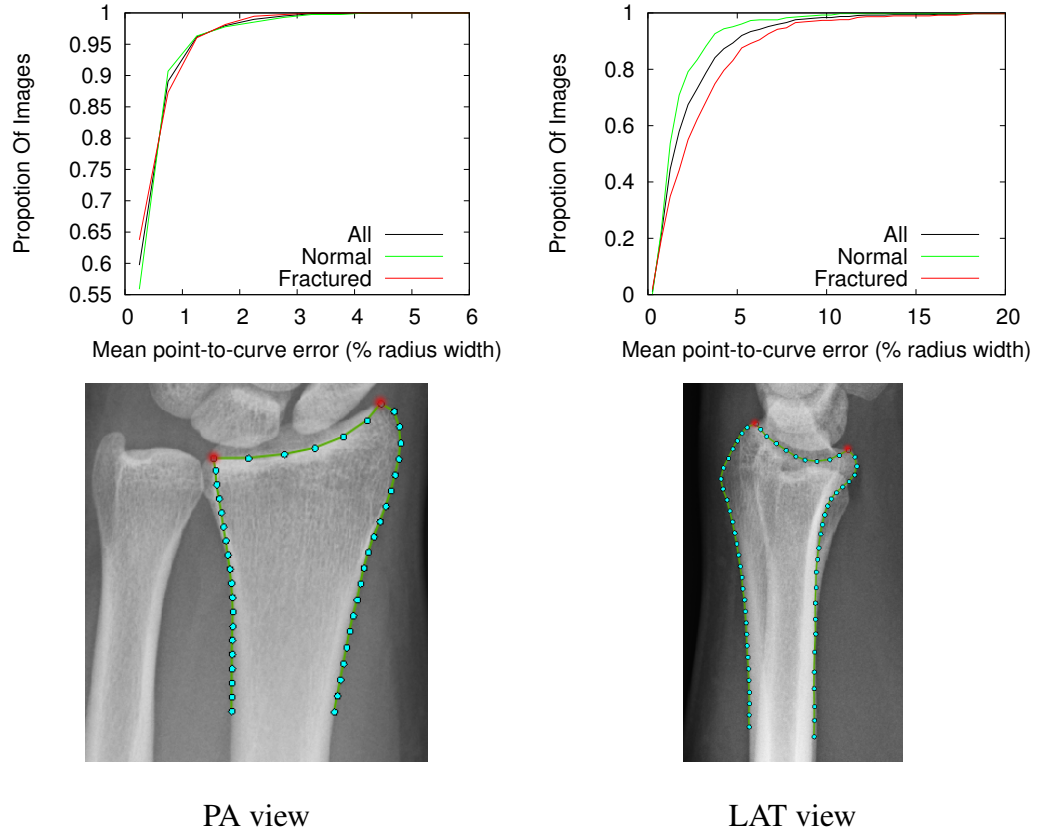 1
0.95
0.9
0.85
0.8
0.75
0.7
0.65
0.6
0.55
Propotion Of Images
All
Normal
Fractured
0 1 2 3 4 5 6
Mean point-to-curve error (% radius width)
1
0.8
0.6
0.4
0.2
0
Propotion Of Images
All
Normal
Fractured
0 5 10 15 20
Mean point-to-curve error (% radius width)
PA view
LAT view